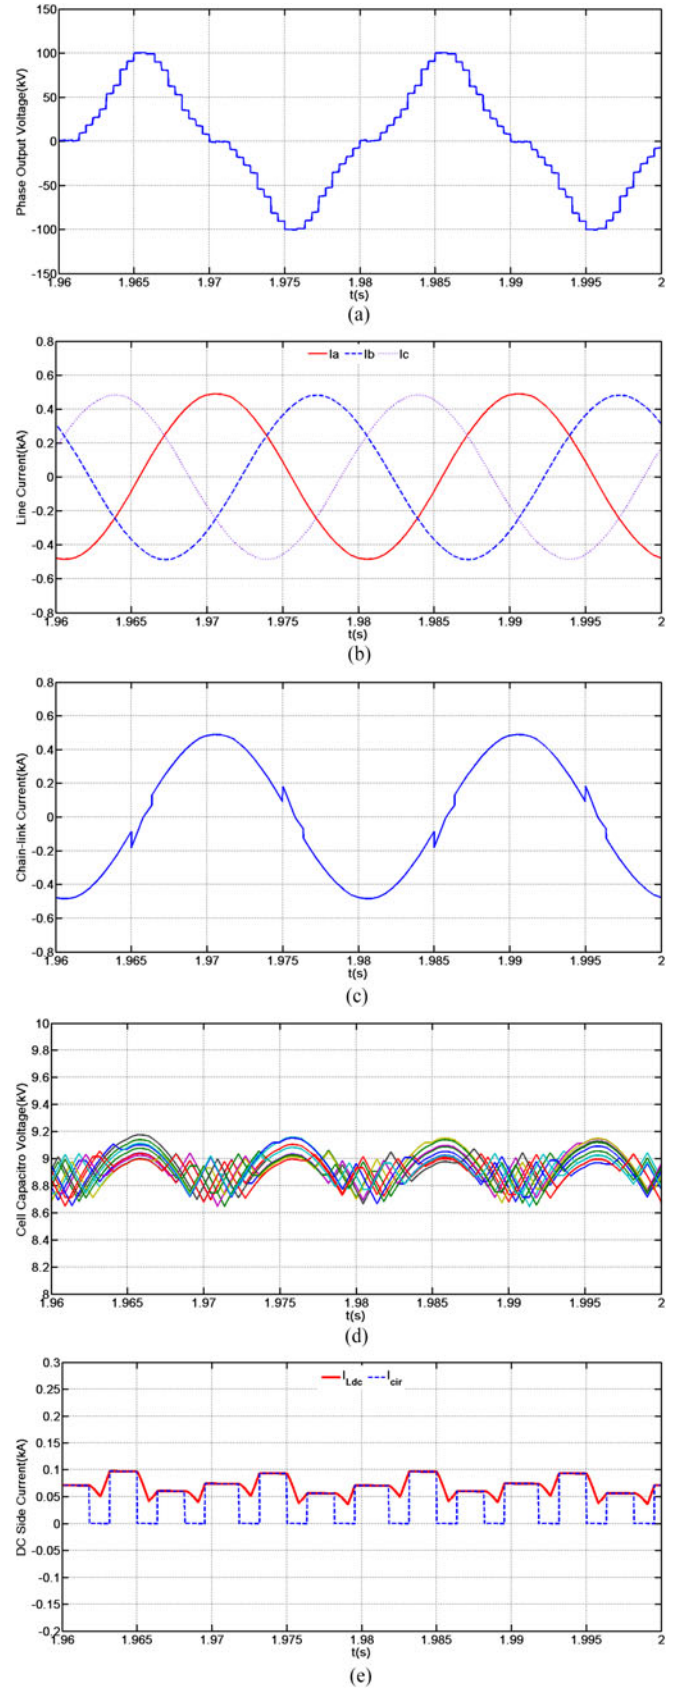 150
100
50
0
-50
-100
-150
Phase Output Voltage(kV)
1.96 1.965 1.97 1.975 1.98 1.985 1.99 1.995 2
t(s)
(a)
Ia Ib Ic
0.8
0.6
0.4
0.2
0
-0.2
-0.4
-0.6
-0.8
Line Current(kA)
1.96 1.965 1.97 1.975 1.98 1.985 1.99 1.995 2
t(s)
(b)
0.8
0.6
0.4
0.2
0
-0.2
-0.4
-0.6
-0.8
Chain-link Current(kA)
1.96 1.965 1.97 1.975 1.98 1.985 1.99 1.995 2
t(s)
(c)
10
9.8
9.6
9.4
9.2
9
8.8
8.6
8.4
8.2
8
Cell Capacitro Voltage(kV)
1.96 1.965 1.97 1.975 1.98 1.985 1.99 1.995 2
t(s)
(d)
I Ldc I cir
0.3
0.25
0.2
0.15
0.1
0.05
0
-0.05
-0.1
-0.15
-0.2
DC Side Current(kA)
1.96 1.965 1.97 1.975 1.98 1.985 1.99 1.995 2
t(s)
(e)